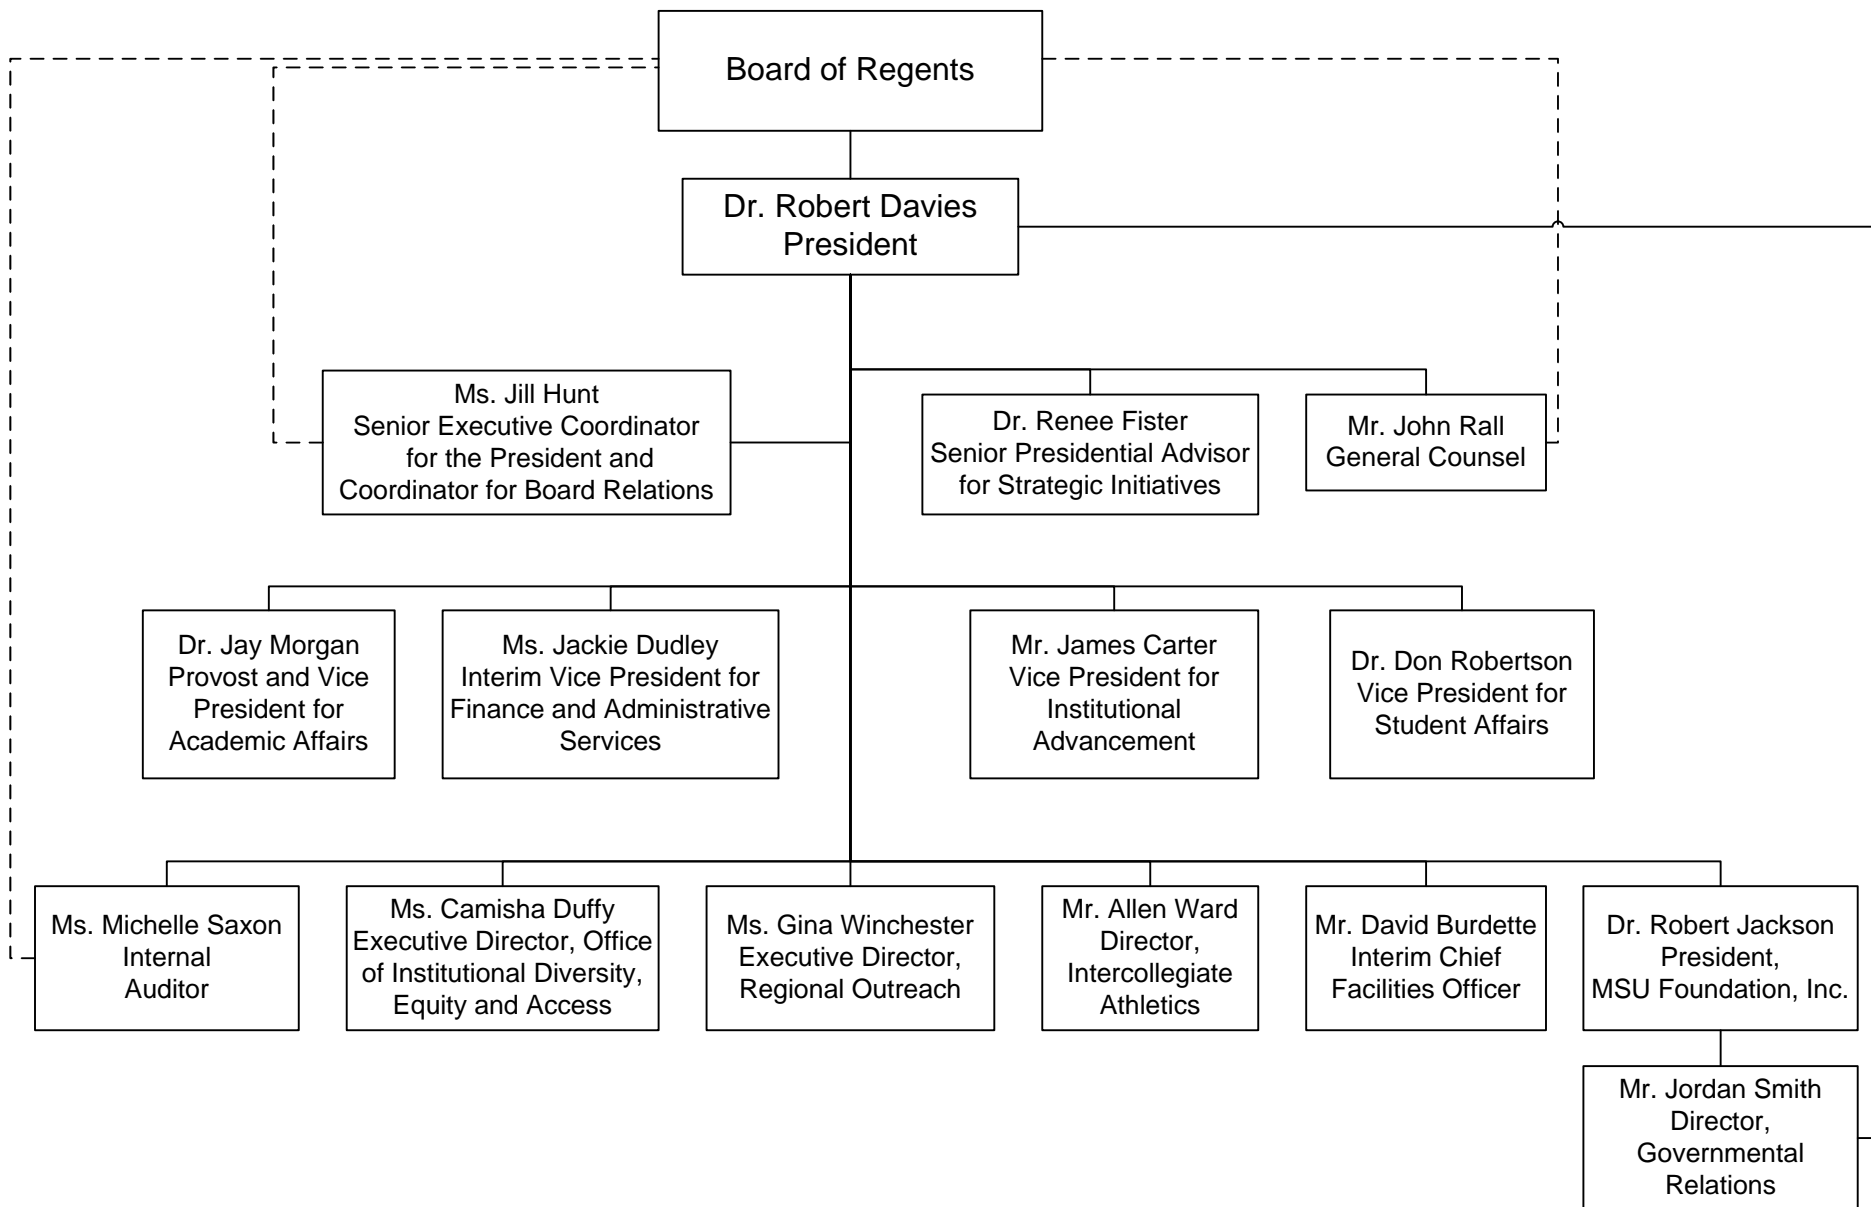 Board of Regents
Dr. Robert Davies
President
Ms. Jill Hunt
Senior Executive Coordinator
for the President and
Coordinator for Board Relations
Dr. Renee Fister
Senior Presidential Advisor
for Strategic Initiatives
Mr. John Rall
General Counsel
Dr. Jay Morgan
Provost and Vice
President for
Academic Affairs
Ms. Jackie Dudley
Interim Vice President for
Finance and Administrative
Services
Mr. James Carter
Vice President for
Institutional
Advancement
Dr. Don Robertson
Vice President for
Student Affairs
Ms. Michelle Saxon
Internal
Auditor
Ms. Camisha Duffy
Executive Director, Office
of Institutional Diversity,
Equity and Access
Ms. Gina Winchester
Executive Director,
Regional Outreach
Mr. Allen Ward
Director,
Intercollegiate
Athletics
Mr. David Burdette
Interim Chief
Facilities Officer
Dr. Robert Jackson
President,
MSU Foundation, Inc.
Mr. Jordan Smith
Director,
Governmental
Relations